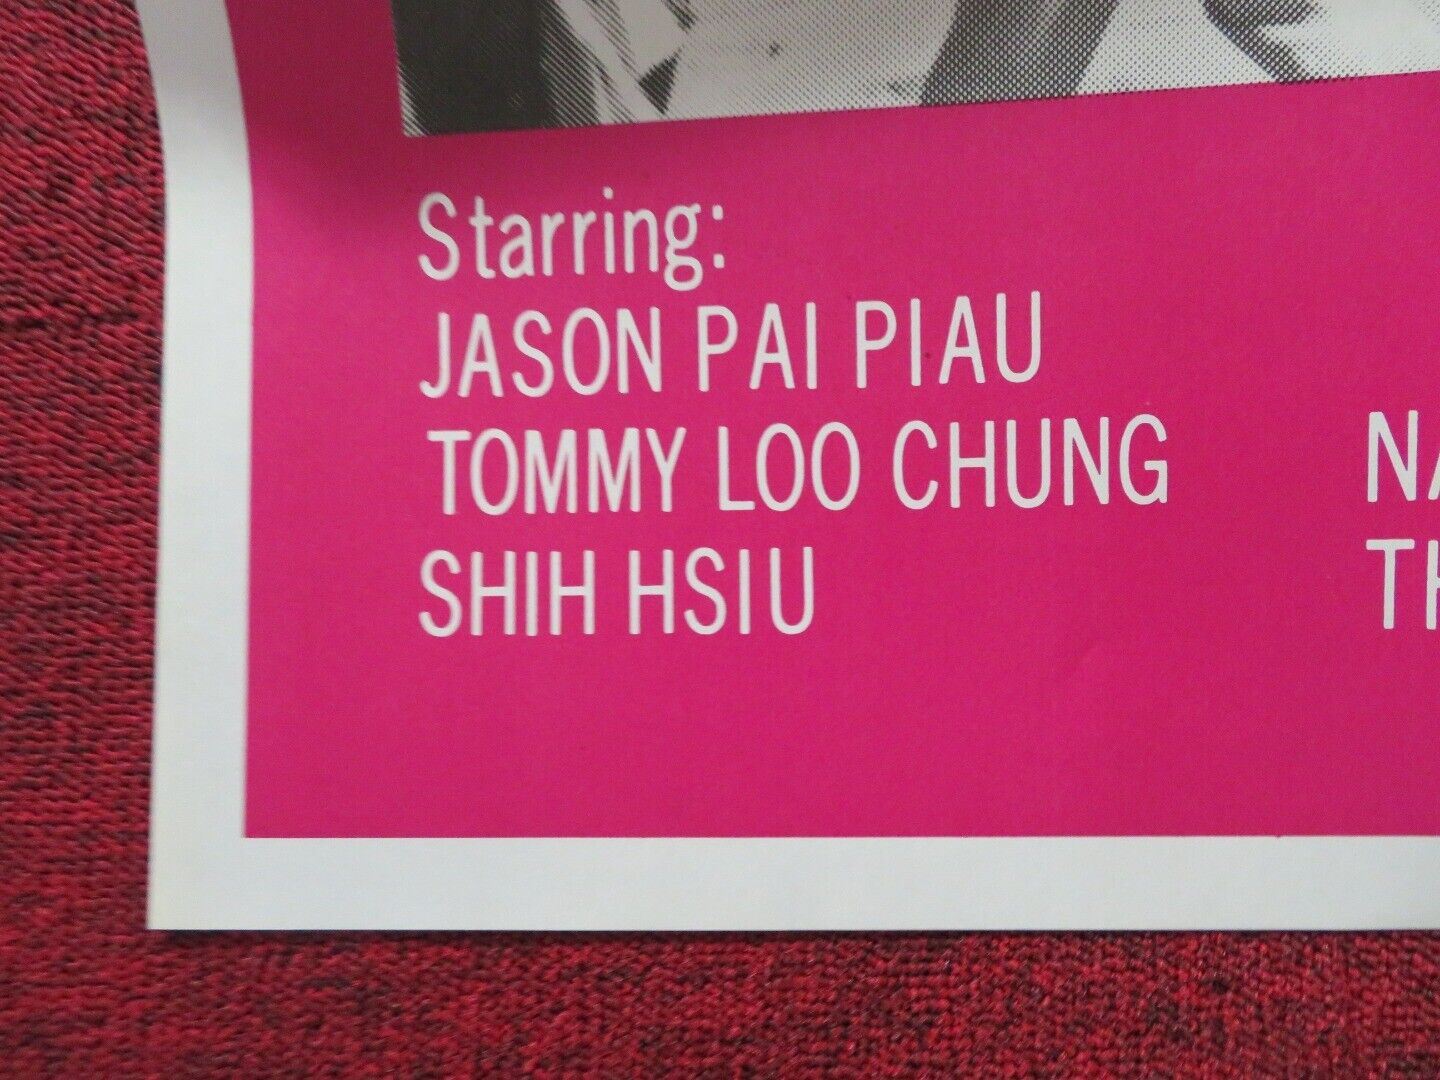 Starring:
JASON PAI PIAU
TOMMY LOO CHUNG
SHIH HSIU